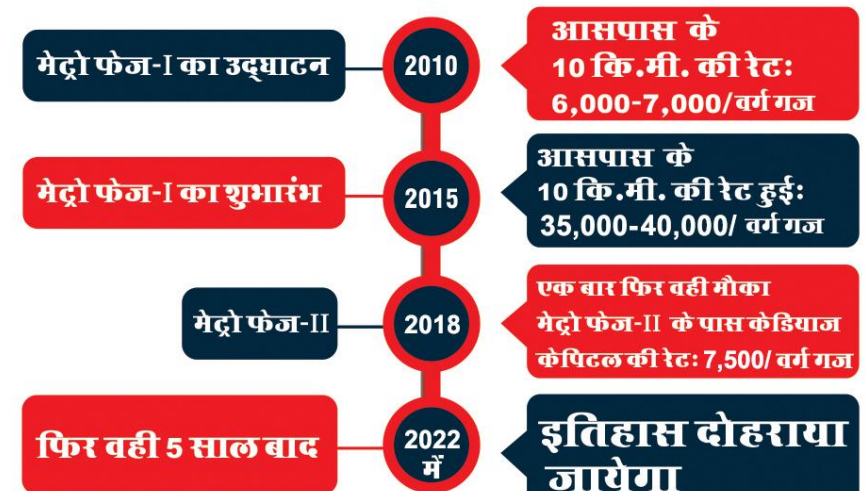 मेट्रो फेज-I का उद्घाटन
2010
आसपास के
10 कि.मी. की रेटः
6,000-7,000/वर्ग गज
मेट्रो फेज-I का शुभारंभ
2015
आसपास के
10 कि.मी. की रेट हुईः
35,000-40,000/ वर्ग गज
मेट्रो फेज-II
2018
एक बार फिर वही मौका
मेट्रो फेज-II के पास केडियाज
केपिटल की रेटः 7,500/ वर्ग गज
फिर वही 5 साल बाद
2022
में
इतिहास दोहराया
जायेगा